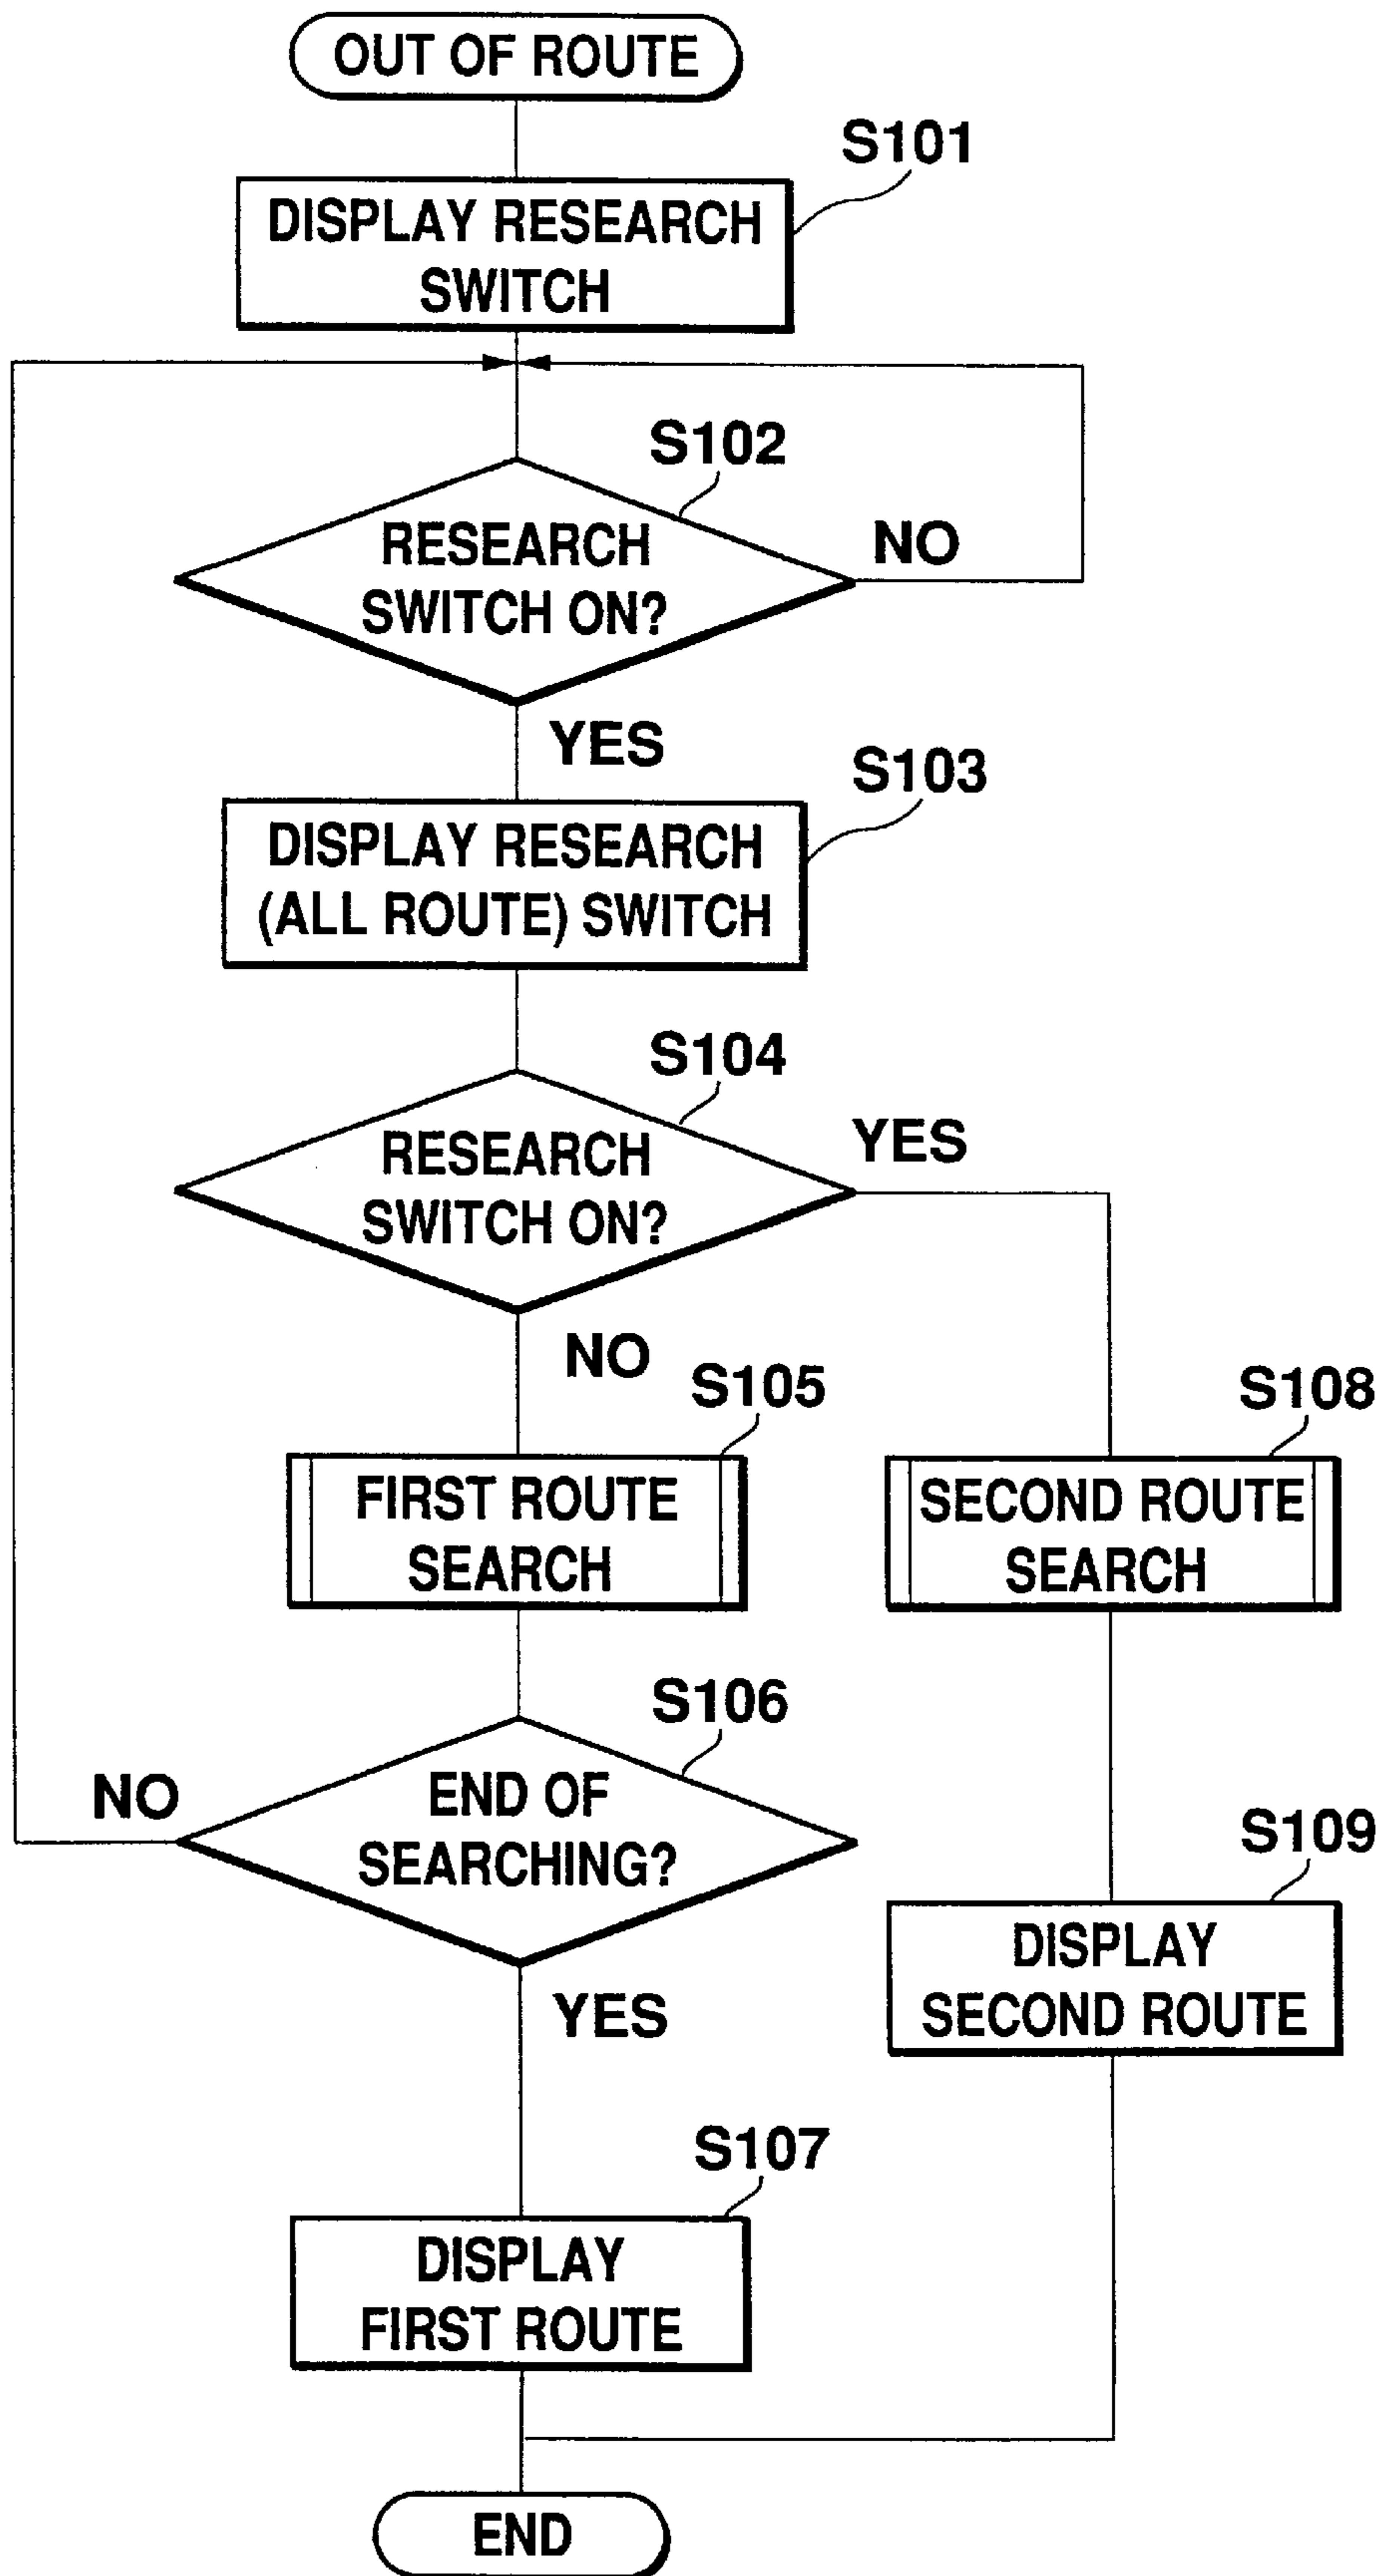 OUT OF ROUTE
S101
DISPLAY RESEARCH
SWITCH
S102
RESEARCH
SWITCH ON?
NO
YES
S103
DISPLAY RESEARCH
(ALL ROUTE) SWITCH
S104
RESEARCH
SWITCH ON?
YES
NO
S105
FIRST ROUTE
SEARCH
S108
SECOND ROUTE
SEARCH
S106
END OF
SEARCHING?
NO
YES
S109
DISPLAY
SECOND ROUTE
S107
DISPLAY
FIRST ROUTE
END